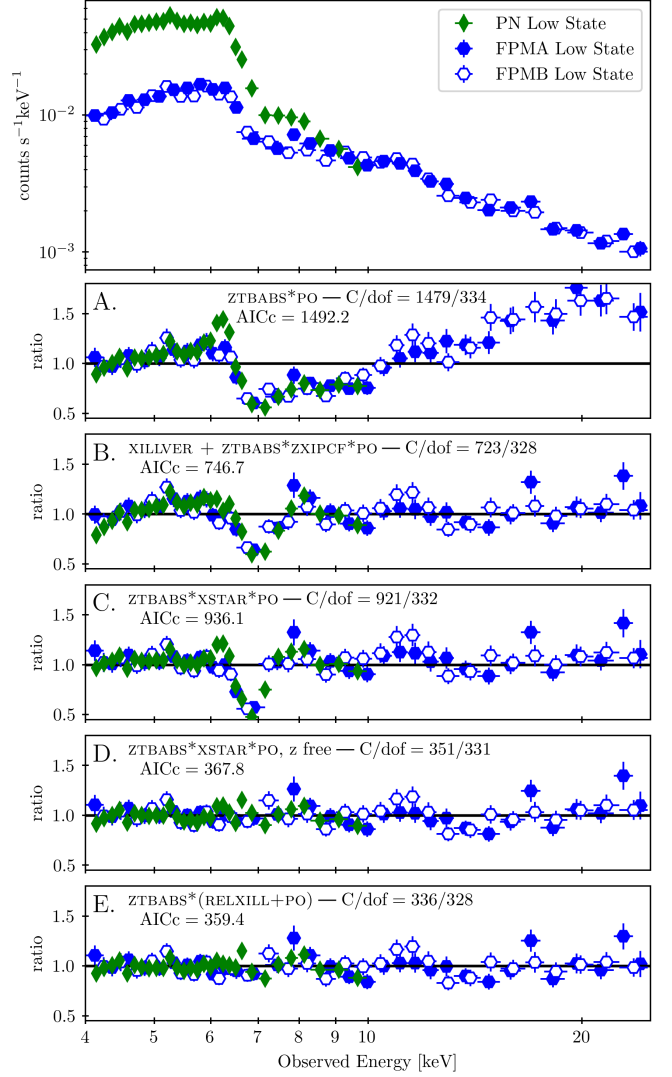 PN Low State
FPMA Low State
FPMB Low State
counts s⁻¹keV⁻¹
10⁻²
10⁻³
A.
ZTBABS*PO — C/dof = 1479/334
AICc = 1492.2
ratio
1.5
1.0
0.5
B.
XILLVER + ZTBABS*ZXIPCF*PO — C/dof = 723/328
AICc = 746.7
ratio
1.5
1.0
0.5
C.
ZTBABS*XSTAR*PO — C/dof = 921/332
AICc = 936.1
ratio
1.5
1.0
0.5
D.
ZTBABS*XSTAR*PO, z free — C/dof = 351/331
AICc = 367.8
ratio
1.5
1.0
0.5
E.
ZTBABS*(RELXILL+PO) — C/dof = 336/328
AICc = 359.4
ratio
1.5
1.0
0.5
4 5 6 7 8 9 10 20
Observed Energy [keV]